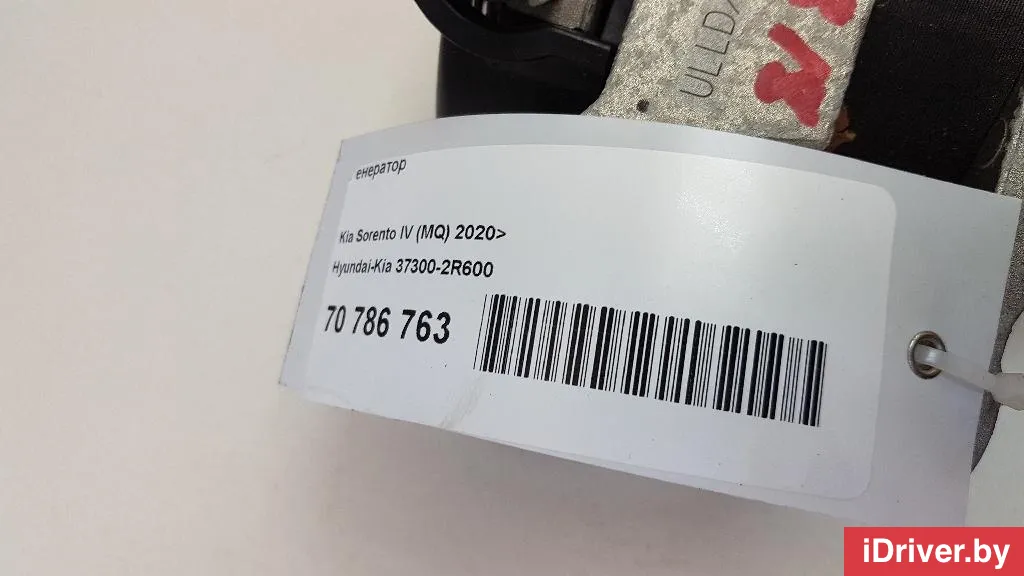 ULLDA
енератор
Kia Sorento IV (MQ) 2020>
Hyundai-Kia 37300-2R600
70 786 763
iDriver.by